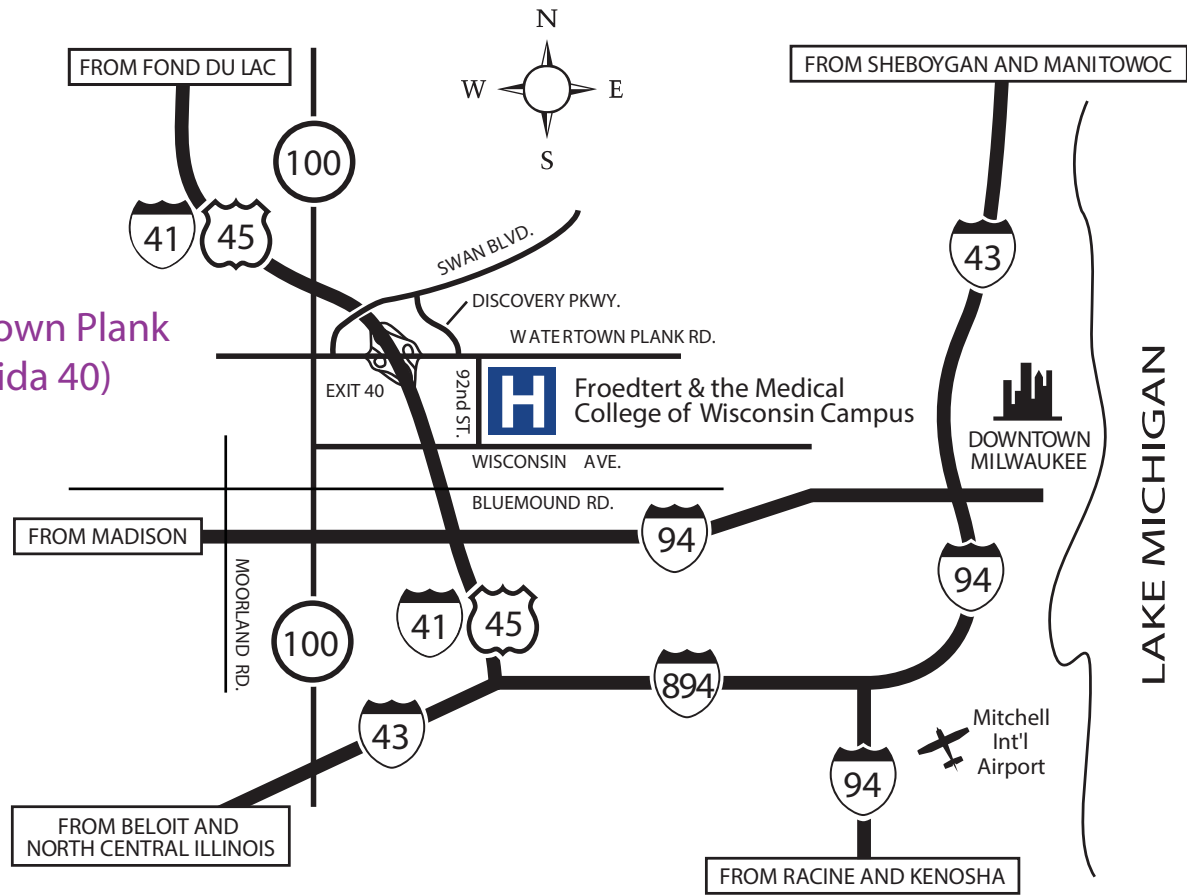 N
W E
S
FROM FOND DU LAC
FROM SHEBOYGAN AND MANITOWOC
100
41
45
43
SWAN BLVD.
DISCOVERY PKWY.
WATERTOWN PLANK RD.
own Plank
ida 40)
EXIT 40
92nd ST.
H
Froedtert & the Medical
College of Wisconsin Campus
DOWNTOWN
MILWAUKEE
LAKE MICHIGAN
WISCONSIN AVE.
BLUEMOUND RD.
FROM MADISON
94
94
MOORLAND RD.
41
45
100
894
43
Mitchell
Int'l
Airport
94
FROM BELOIT AND
NORTH CENTRAL ILLINOIS
FROM RACINE AND KENOSHA